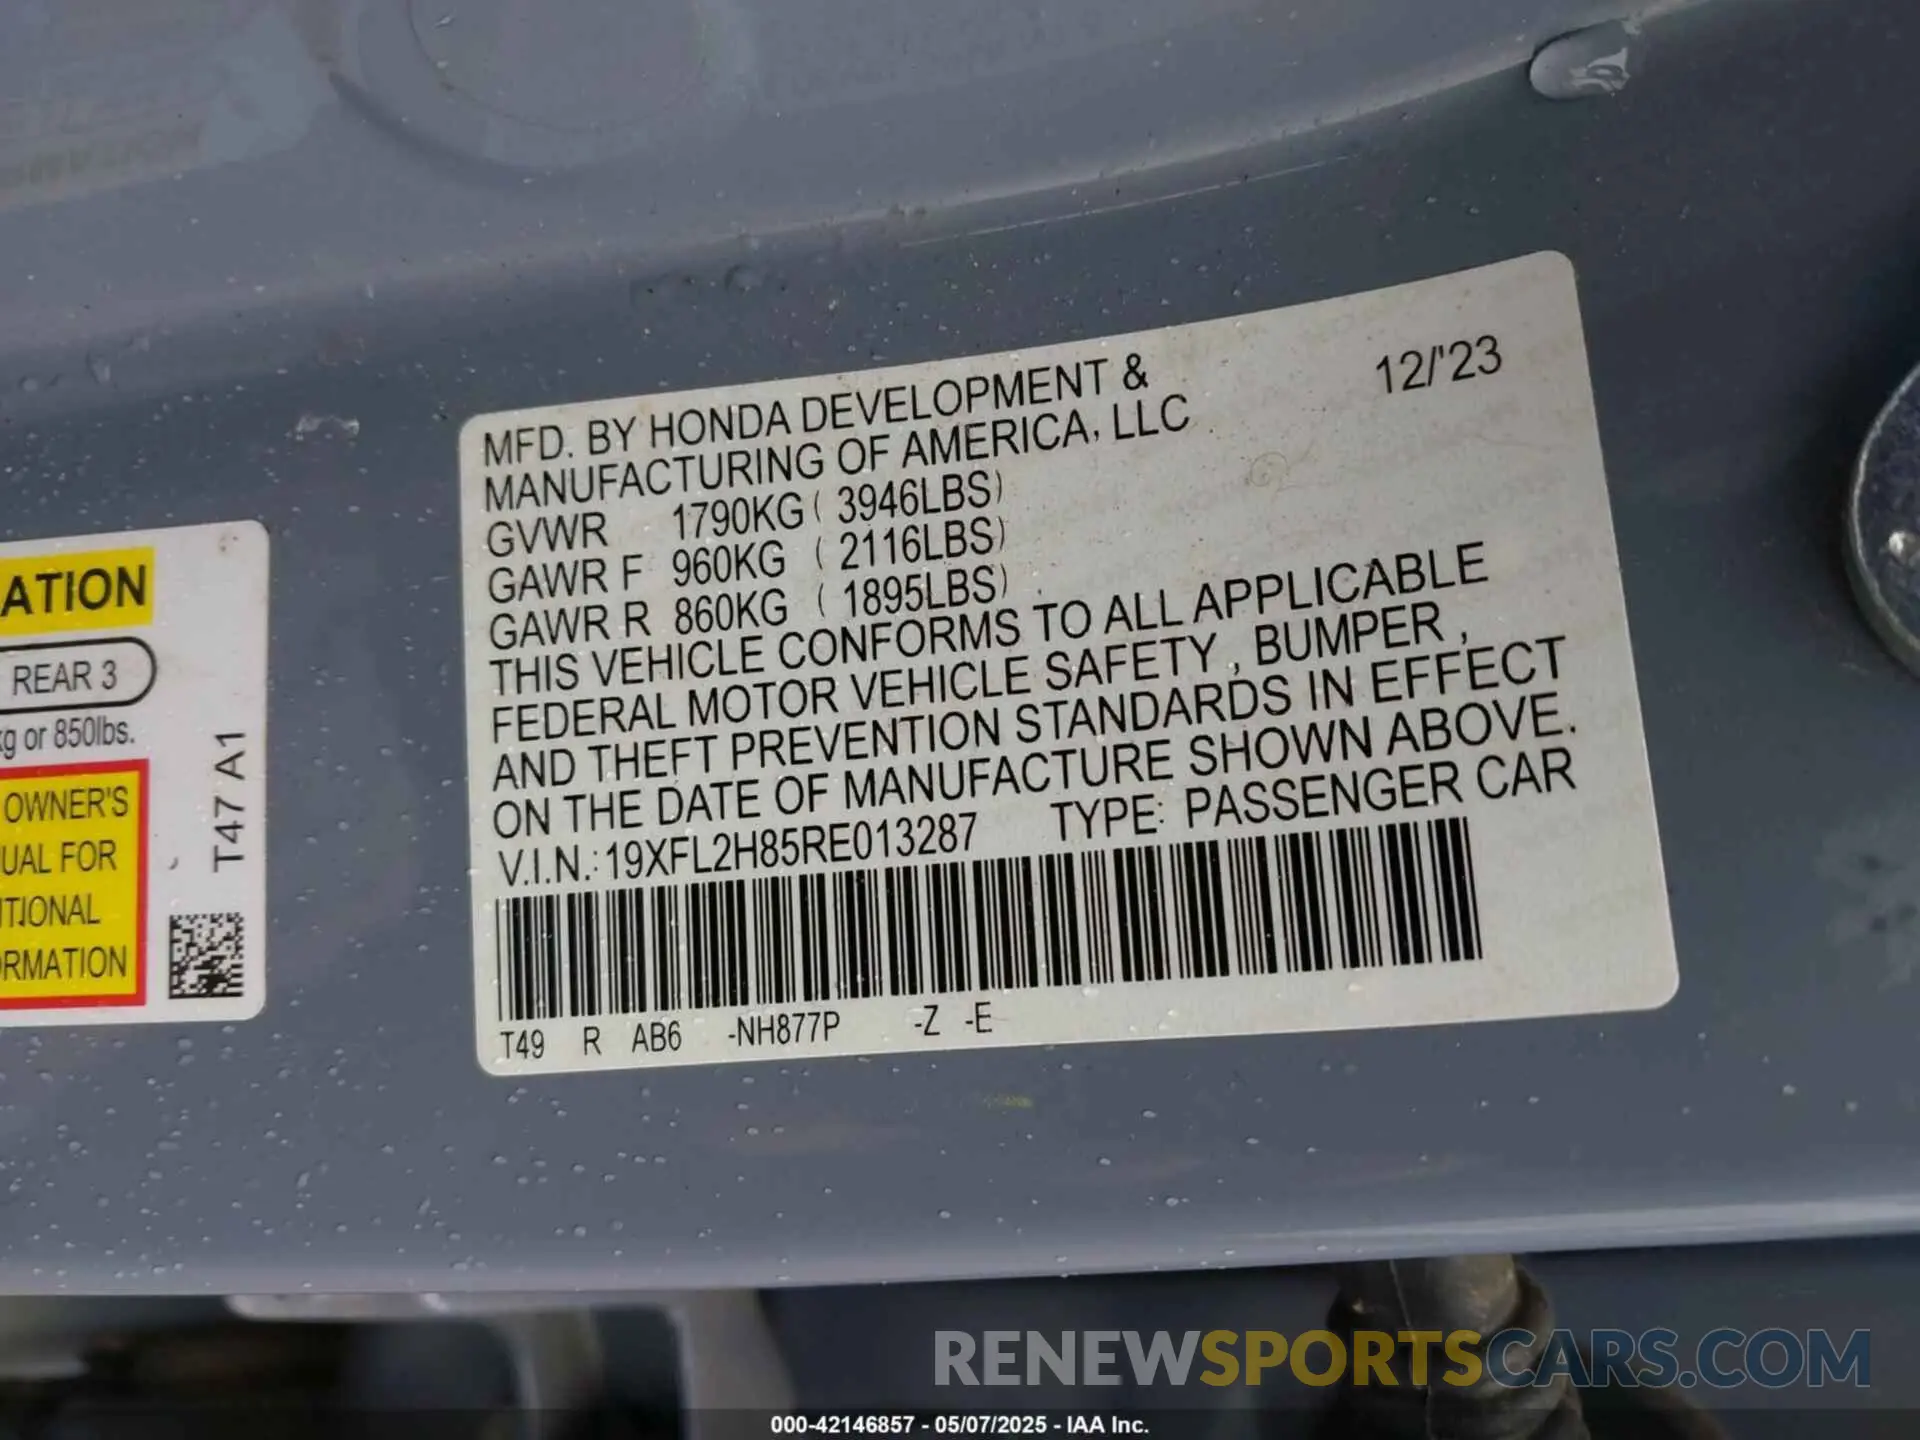 MFD. BY HONDA DEVELOPMENT &
MANUFACTURING OF AMERICA, LLC
12/'23
GVWR 1790KG ( 3946LBS)
GAWR F 960KG ( 2116LBS)
GAWR R 860KG ( 1895LBS)
THIS VEHICLE CONFORMS TO ALL APPLICABLE
FEDERAL MOTOR VEHICLE SAFETY , BUMPER ,
AND THEFT PREVENTION STANDARDS IN EFFECT
ON THE DATE OF MANUFACTURE SHOWN ABOVE.
V.I.N.: 19XFL2H85RE013287 TYPE: PASSENGER CAR
T49 R AB6 -NH877P -Z -E
ATION
REAR 3
kg or 850lbs.
OWNER'S
UAL FOR
ITIONAL
ORMATION
T47 A1
RENEWSPORTSCARS.COM
000-42146857 - 05/07/2025 - IAA Inc.